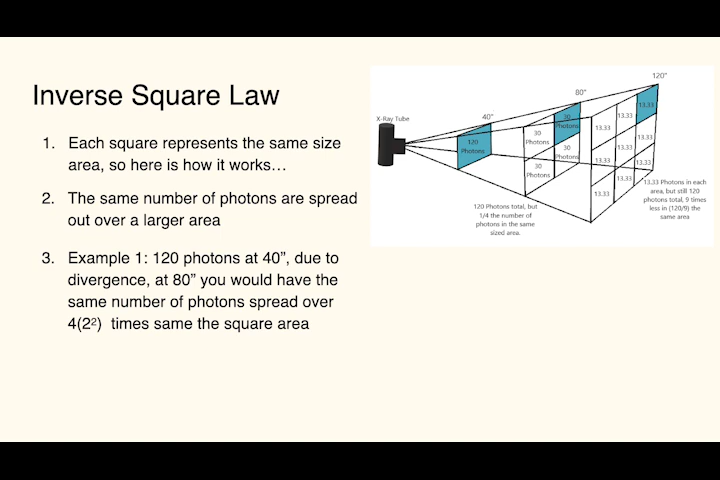 Inverse Square Law
1. Each square represents the same size
area, so here is how it works…
2. The same number of photons are spread
out over a larger area
3. Example 1: 120 photons at 40”, due to
divergence, at 80” you would have the
same number of photons spread over
4(2²) times same the square area
X-Ray Tube
40"
80"
120"
120
Photons
30
Photons
30
Photons
30
Photons
30
Photons
13.33
13.33
13.33
13.33
13.33
13.33
13.33
13.33
13.33
120 Photons total, but
1/4 the number of
photons in the same
sized area.
13.33 Photons in each
area, but still 120
photons total, 9 times
less in (120/9) the
same area